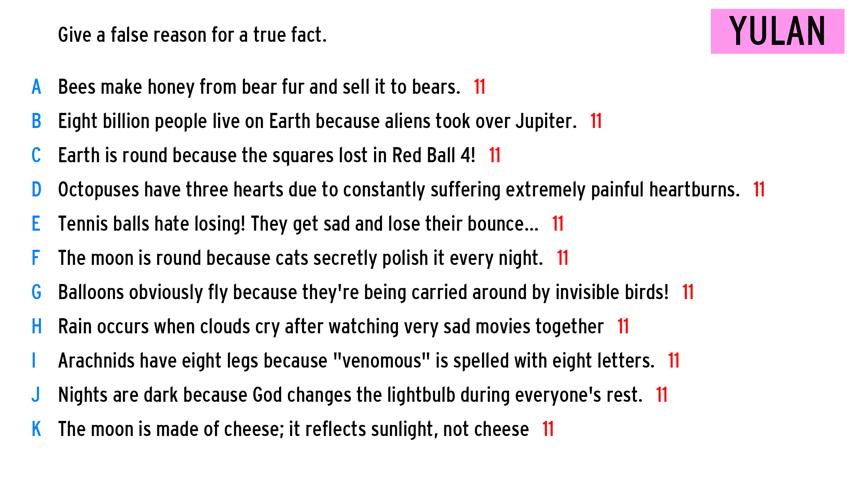 Give a false reason for a true fact.
YULAN
A Bees make honey from bear fur and sell it to bears. 11
B Eight billion people live on Earth because aliens took over Jupiter. 11
C Earth is round because the squares lost in Red Ball 4! 11
D Octopuses have three hearts due to constantly suffering extremely painful heartburns. 11
E Tennis balls hate losing! They get sad and lose their bounce... 11
F The moon is round because cats secretly polish it every night. 11
G Balloons obviously fly because they're being carried around by invisible birds! 11
H Rain occurs when clouds cry after watching very sad movies together 11
I Arachnids have eight legs because "venomous" is spelled with eight letters. 11
J Nights are dark because God changes the lightbulb during everyone's rest. 11
K The moon is made of cheese; it reflects sunlight, not cheese 11